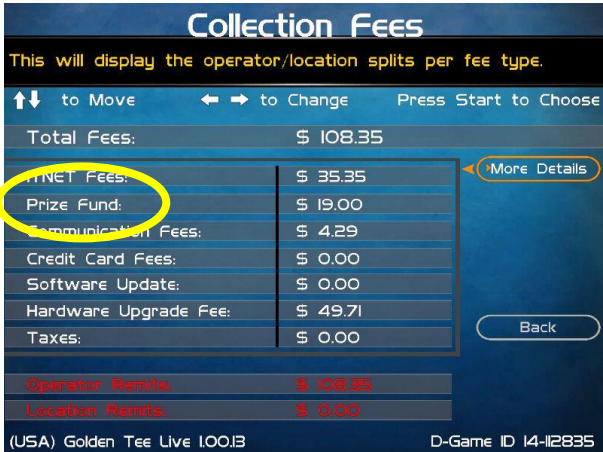 Collection Fees
This will display the operator/location splits per fee type.
to Move to Change Press Start to Choose
Total Fees: $ 108.35
ITNET Fees: $ 35.35
More Details
Prize Fund: $ 19.00
Communication Fees: $ 4.29
Credit Card Fees: $ 0.00
Software Update: $ 0.00
Hardware Upgrade Fee: $ 49.71
Back
Taxes: $ 0.00
Operator Remits: $ 108.35
Location Remits: $ 0.00
(USA) Golden Tee Live 1.00.13 D-Game ID 14-112835